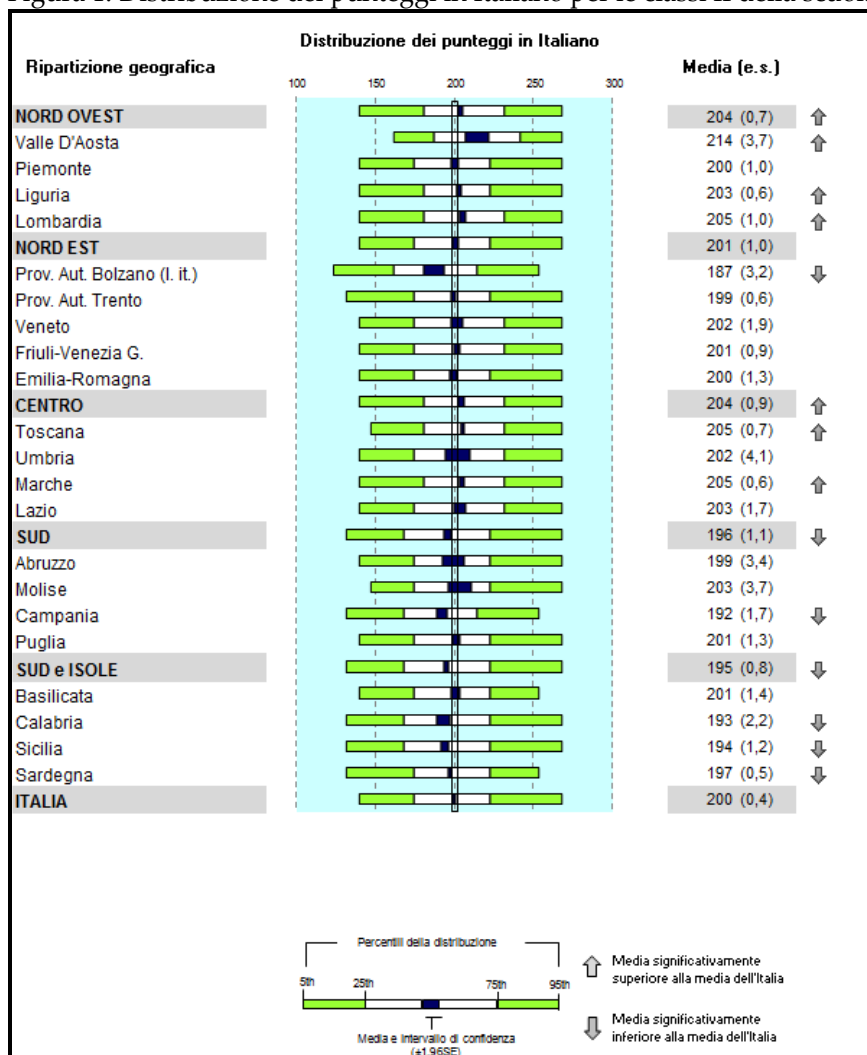 Distribuzione dei punteggi in Italiano
Ripartizione geografica Media (e.s.)
100 150 200 250 300
NORD OVEST 204 (0,7)
Valle D'Aosta 214 (3,7)
Piemonte 200 (1,0)
Liguria 203 (0,6)
Lombardia 205 (1,0)
NORD EST 201 (1,0)
Prov. Aut. Bolzano (l. it.) 187 (3,2)
Prov. Aut. Trento 199 (0,6)
Veneto 202 (1,9)
Friuli-Venezia G. 201 (0,9)
Emilia-Romagna 200 (1,3)
CENTRO 204 (0,9)
Toscana 205 (0,7)
Umbria 202 (4,1)
Marche 205 (0,6)
Lazio 203 (1,7)
SUD 196 (1,1)
Abruzzo 199 (3,4)
Molise 203 (3,7)
Campania 192 (1,7)
Puglia 201 (1,3)
SUD e ISOLE 195 (0,8)
Basilicata 201 (1,4)
Calabria 193 (2,2)
Sicilia 194 (1,2)
Sardegna 197 (0,5)
ITALIA 200 (0,4)
Percentili della distribuzione
5th 25th 75th 95th
Media e Intervallo di confidenza
(±1.96SE)
Media significativamente
superiore alla media dell'Italia
Media significativamente
inferiore alla media dell'Italia